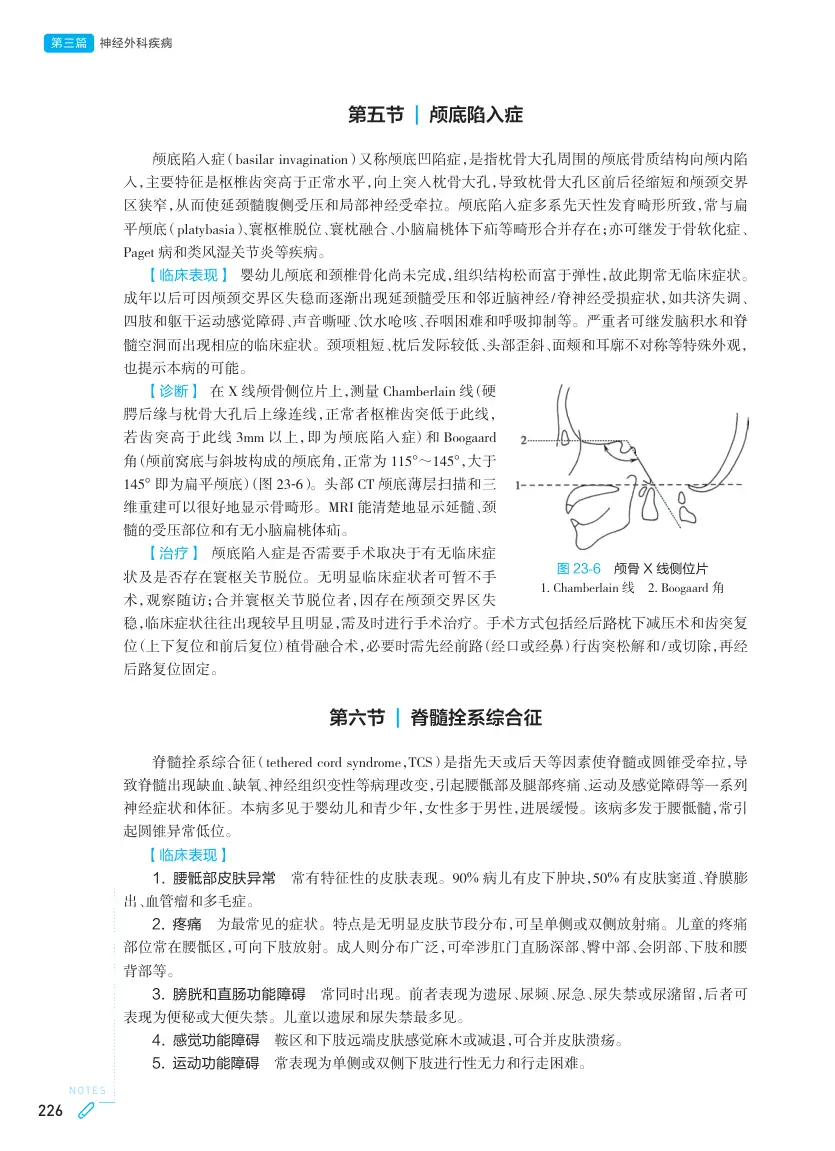 第三篇 神经外科疾病
第五节 | 颅底陷入症
颅底陷入症（basilar invagination）又称颅底凹陷症，是指枕骨大孔周围的颅底骨质结构向颅内陷
入，主要特征是枢椎齿突高于正常水平，向上突入枕骨大孔，导致枕骨大孔区前后径缩短和颅颈交界
区狭窄，从而使延颈髓腹侧受压和局部神经受牵拉。颅底陷入症多系先天性发育畸形所致，常与扁
平颅底（platybasia）、寰枢椎脱位、寰枕融合、小脑扁桃体下疝等畸形合并存在；亦可继发于骨软化症、
Paget 病和类风湿关节炎等疾病。
【临床表现】 婴幼儿颅底和颈椎骨化尚未完成，组织结构松而富于弹性，故此期常无临床症状。
成年以后可因颅颈交界区失稳而逐渐出现延颈髓受压和邻近脑神经/脊神经受损症状，如共济失调、
四肢和躯干运动感觉障碍、声音嘶哑、饮水呛咳、吞咽困难和呼吸抑制等。严重者可继发脑积水和脊
髓空洞而出现相应的临床症状。颈项粗短、枕后发际较低、头部歪斜、面颊和耳廓不对称等特殊外观，
也提示本病的可能。
【诊断】 在 X 线颅骨侧位片上，测量 Chamberlain 线（硬
腭后缘与枕骨大孔后上缘连线，正常者枢椎齿突低于此线，
若齿突高于此线 3mm 以上，即为颅底陷入症）和 Boogaard
角（颅前窝底与斜坡构成的颅底角，正常为 115°～145°，大于
145° 即为扁平颅底）（图 23-6）。头部 CT 颅底薄层扫描和三
维重建可以很好地显示骨畸形。MRI 能清楚地显示延髓、颈
髓的受压部位和有无小脑扁桃体疝。
2
1
图 23-6 颅骨 X 线侧位片
1. Chamberlain 线 2. Boogaard 角
【治疗】 颅底陷入症是否需要手术取决于有无临床症
状及是否存在寰枢关节脱位。无明显临床症状者可暂不手
术，观察随访；合并寰枢关节脱位者，因存在颅颈交界区失
稳，临床症状往往出现较早且明显，需及时进行手术治疗。手术方式包括经后路枕下减压术和齿突复
位（上下复位和前后复位）植骨融合术，必要时需先经前路（经口或经鼻）行齿突松解和/或切除，再经
后路复位固定。
第六节 | 脊髓拴系综合征
脊髓拴系综合征（tethered cord syndrome，TCS）是指先天或后天等因素使脊髓或圆锥受牵拉，导
致脊髓出现缺血、缺氧、神经组织变性等病理改变，引起腰骶部及腿部疼痛、运动及感觉障碍等一系列
神经症状和体征。本病多见于婴幼儿和青少年，女性多于男性，进展缓慢。该病多发于腰骶髓，常引
起圆锥异常低位。
【临床表现】
1. 腰骶部皮肤异常 常有特征性的皮肤表现。90% 病儿有皮下肿块，50% 有皮肤窦道、脊膜膨
出、血管瘤和多毛症。
2. 疼痛 为最常见的症状。特点是无明显皮肤节段分布，可呈单侧或双侧放射痛。儿童的疼痛
部位常在腰骶区，可向下肢放射。成人则分布广泛，可牵涉肛门直肠深部、臀中部、会阴部、下肢和腰
背部等。
3. 膀胱和直肠功能障碍 常同时出现。前者表现为遗尿、尿频、尿急、尿失禁或尿潴留，后者可
表现为便秘或大便失禁。儿童以遗尿和尿失禁最多见。
4. 感觉功能障碍 鞍区和下肢远端皮肤感觉麻木或减退，可合并皮肤溃疡。
5. 运动功能障碍 常表现为单侧或双侧下肢进行性无力和行走困难。
NOTES
226